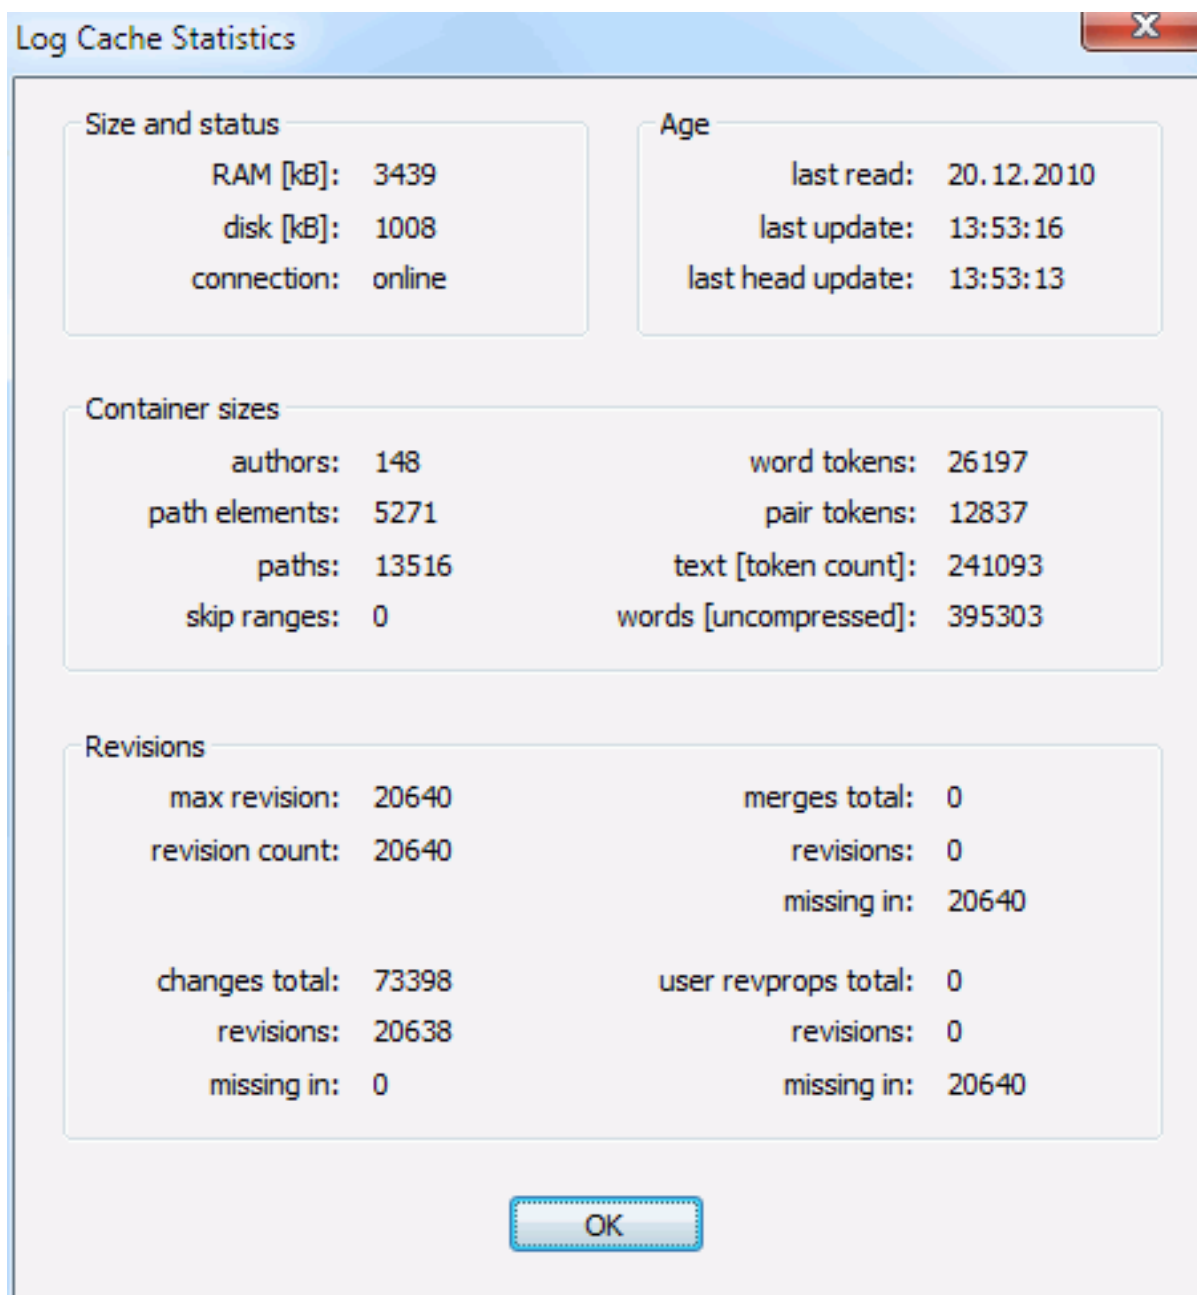 Log Cache Statistics
X
Size and status
RAM [kB]: 3439
disk [kB]: 1008
connection: online
Age
last read: 20.12.2010
last update: 13:53:16
last head update: 13:53:13
Container sizes
authors: 148
path elements: 5271
paths: 13516
skip ranges: 0
word tokens: 26197
pair tokens: 12837
text [token count]: 241093
words [uncompressed]: 395303
Revisions
max revision: 20640
revision count: 20640
changes total: 73398
revisions: 20638
missing in: 0
merges total: 0
revisions: 0
missing in: 20640
user revprops total: 0
revisions: 0
missing in: 20640
OK